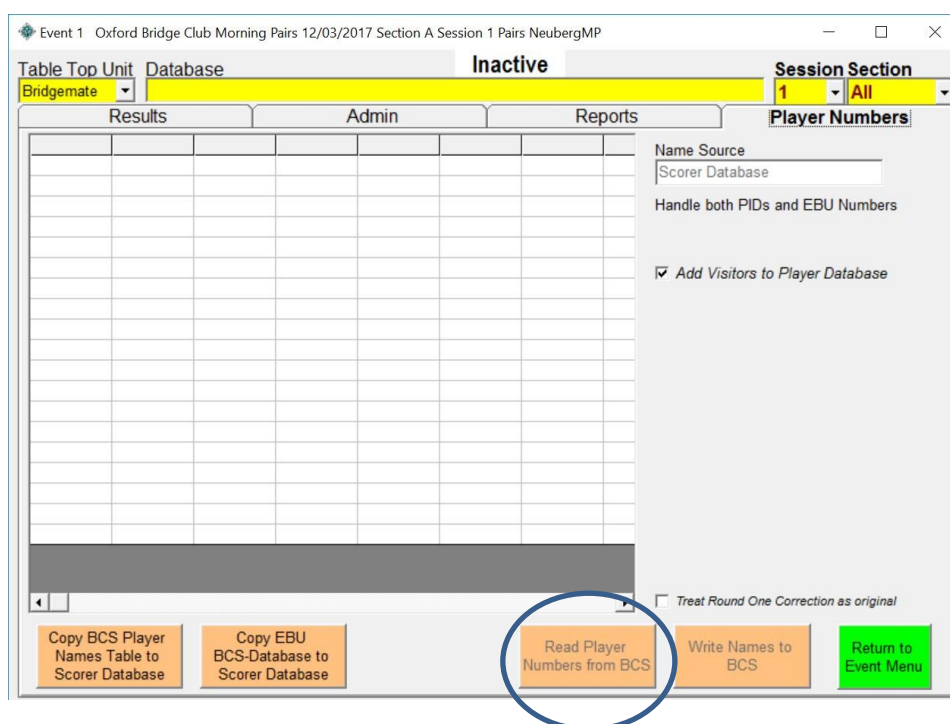 Event 1 Oxford Bridge Club Morning Pairs 12/03/2017 Section A Session 1 Pairs NeubergMP
Table Top Unit Database Inactive Session Section
Bridgemate 1 All
Results Admin Reports Player Numbers
Name Source
Scorer Database
Handle both PIDs and EBU Numbers
Add Visitors to Player Database
Treat Round One Correction as original
Copy BCS Player
Names Table to
Scorer Database
Copy EBU
BCS-Database to
Scorer Database
Read Player
Numbers from BCS
Write Names to
BCS
Return to
Event Menu